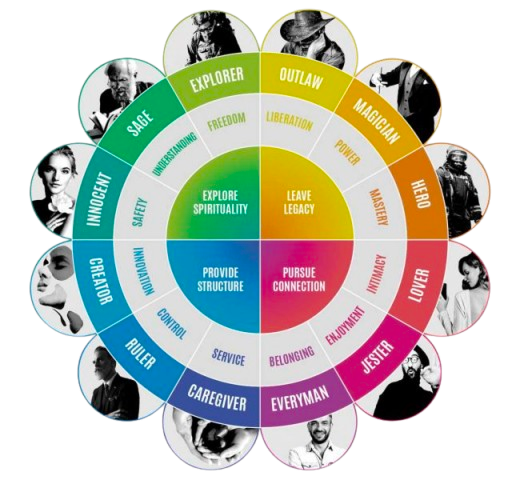 EXPLORER
OUTLAW
MAGICIAN
HERO
LOVER
JESTER
EVERYMAN
CAREGIVER
RULER
CREATOR
INNOCENT
SAGE
FREEDOM
LIBERATION
POWER
MASTERY
INTIMACY
ENJOYMENT
BELONGING
SERVICE
CONTROL
INNOVATION
SAFETY
UNDERSTANDING
EXPLORE
SPIRITUALITY
LEAVE
LEGACY
PROVIDE
STRUCTURE
PURSUE
CONNECTION